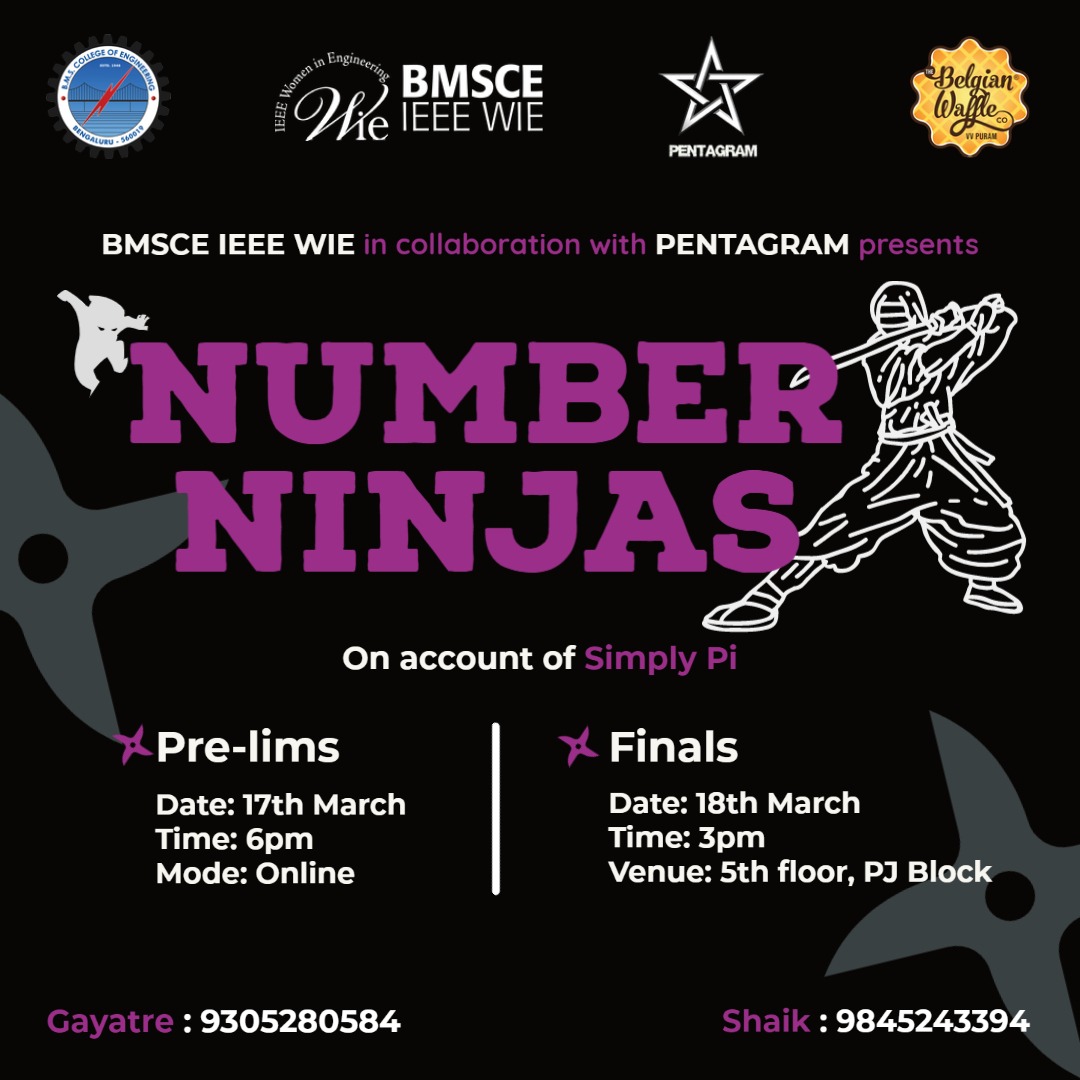 B.M.S. COLLEGE OF ENGINEERING
ESTD. 1946
BENGALURU - 560019
IEEE Women in Engineering
Wie
BMSCE
IEEE WIE
PENTAGRAM
THE
Belgian
Waffle
CO
VV PURAM
BMSCE IEEE WIE in collaboration with PENTAGRAM presents
NUMBER
NINJAS
On account of Simply Pi
Pre-lims
Date: 17th March
Time: 6pm
Mode: Online
Finals
Date: 18th March
Time: 3pm
Venue: 5th floor, PJ Block
Gayatre : 9305280584
Shaik : 9845243394